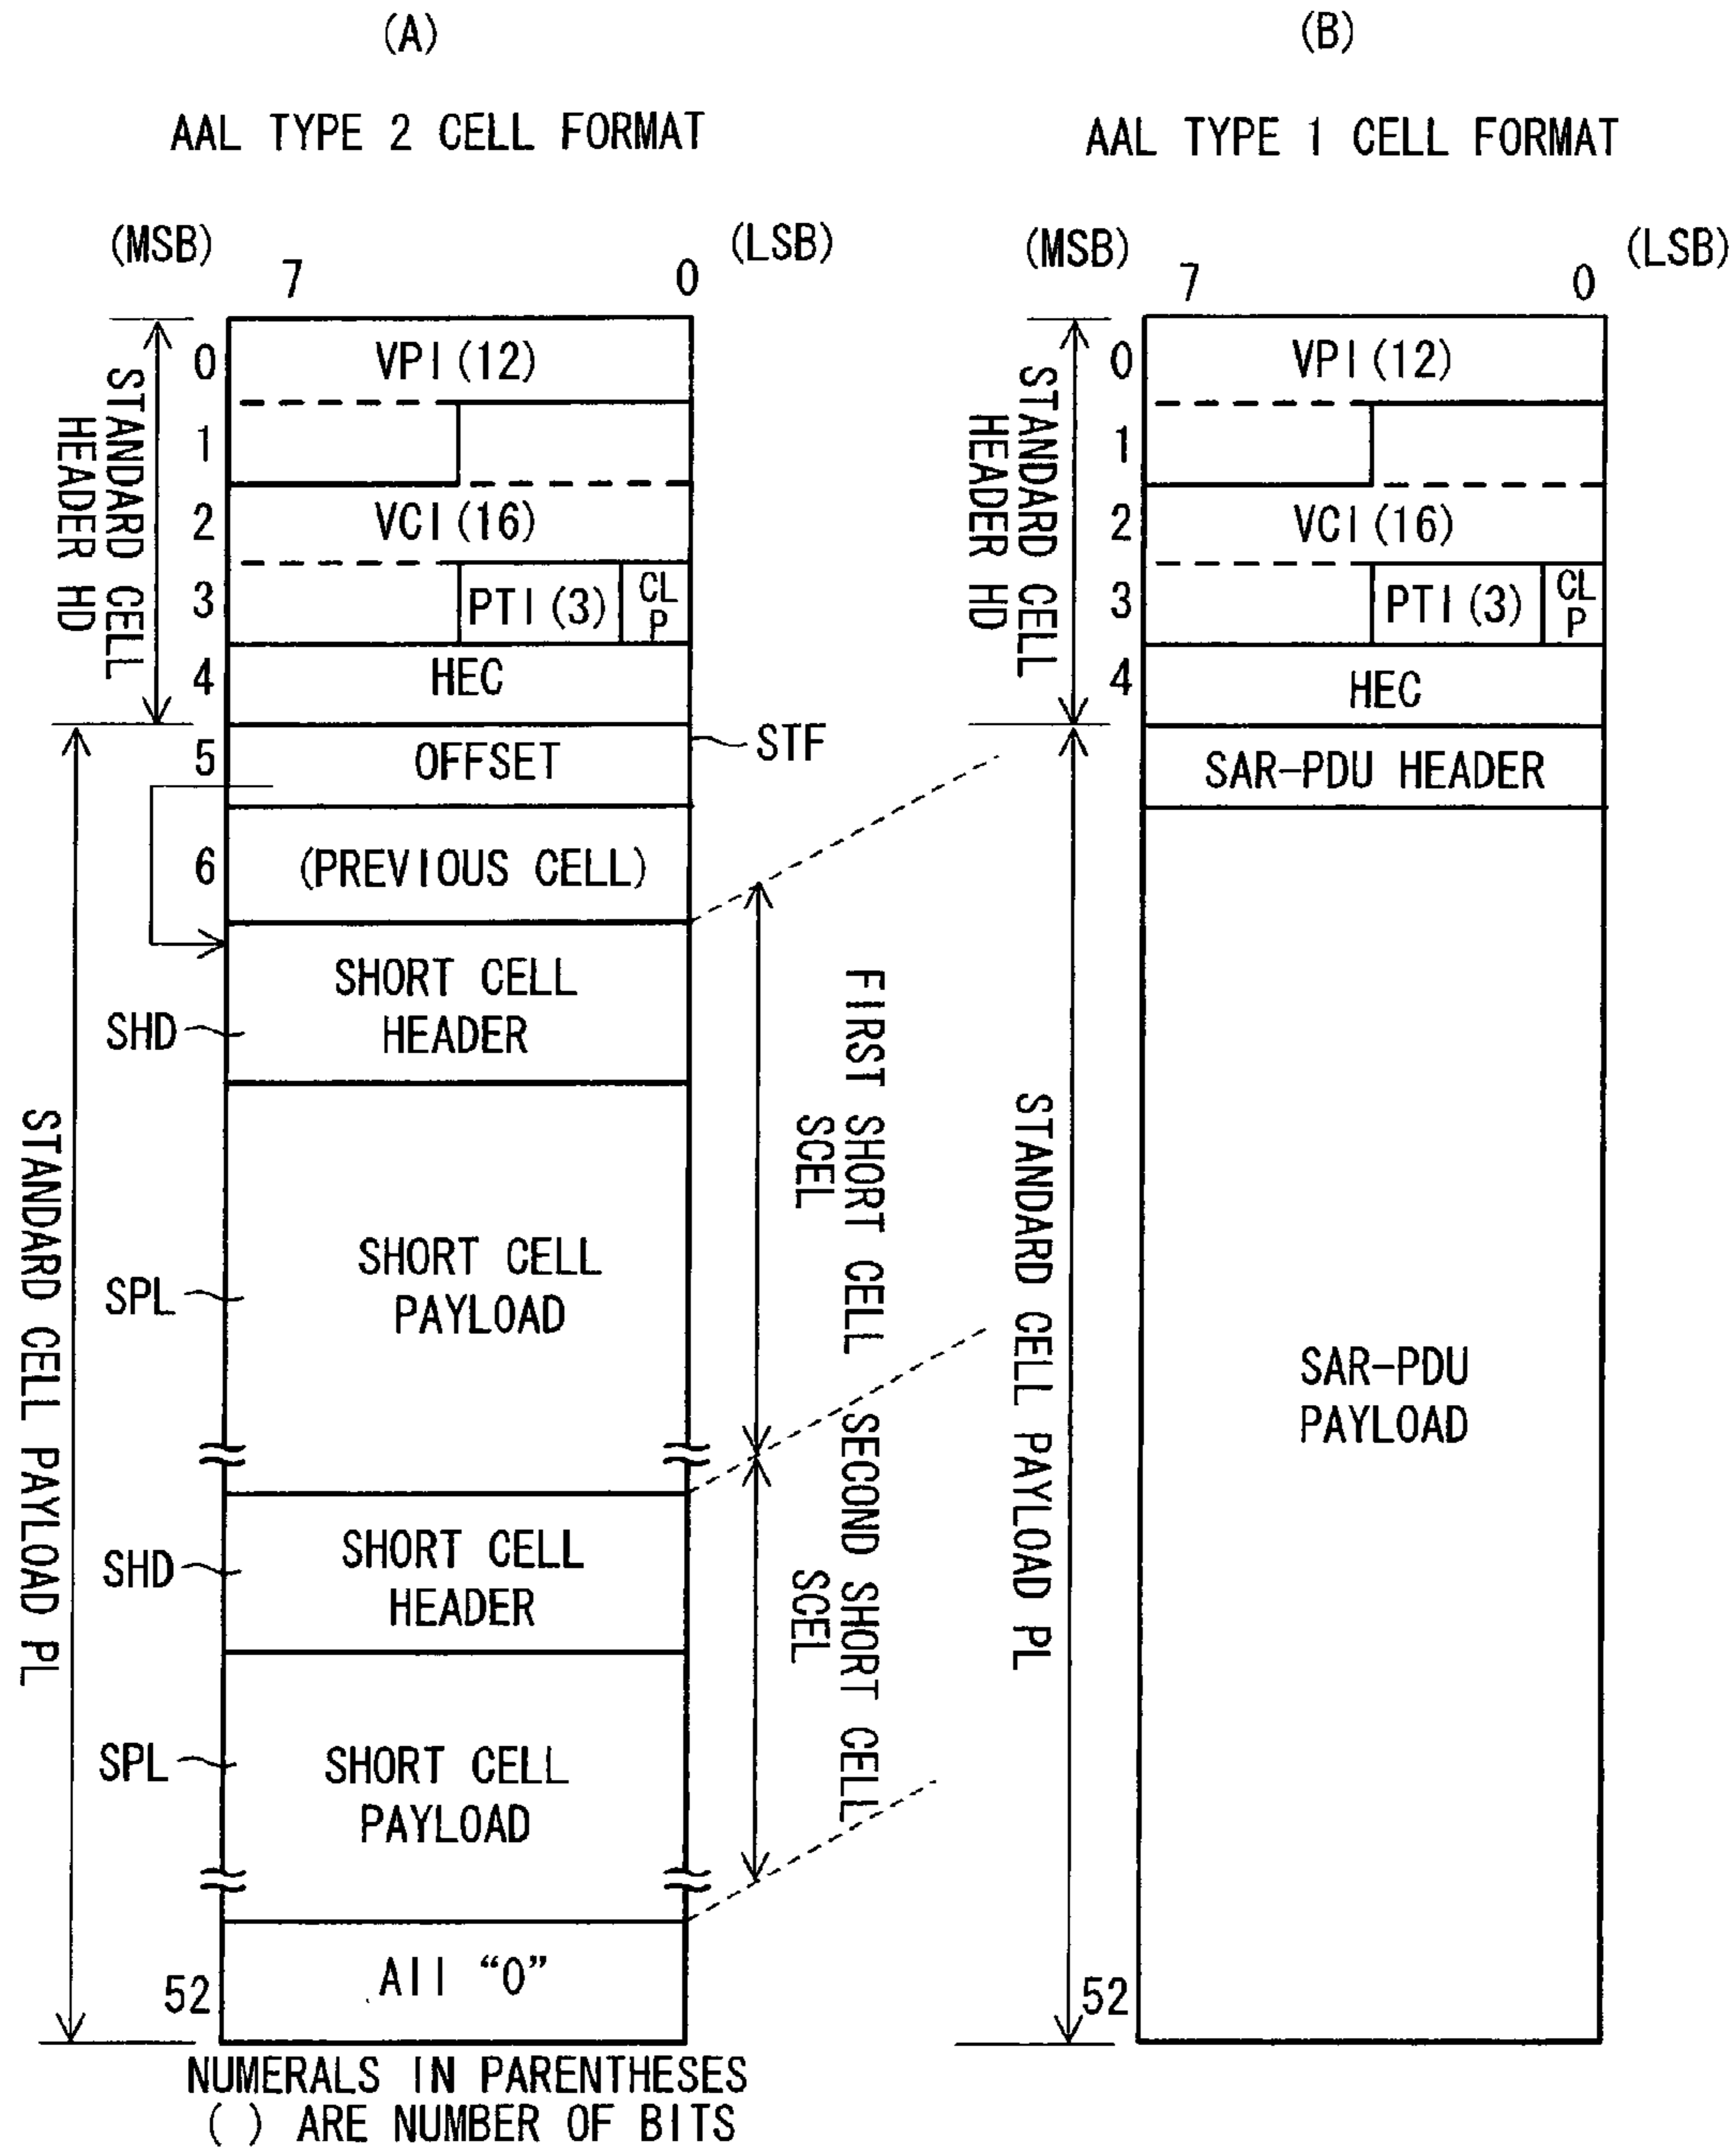 (A)
AAL TYPE 2 CELL FORMAT
(MSB)
7
0
(LSB)
STANDARD CELL
HEADER HD
0
VPI(12)
1
2
VCI(16)
3
PTI(3)
CL
P
4
HEC
STANDARD CELL PAYLOAD PL
5
OFFSET
STF
6
(PREVIOUS CELL)
SHD
SHORT CELL
HEADER
SPL
SHORT CELL
PAYLOAD
FIRST SHORT CELL
SCEL
SHD
SHORT CELL
HEADER
SPL
SHORT CELL
PAYLOAD
SECOND SHORT CELL
SCEL
52
All “0”
NUMERALS IN PARENTHESES
( ) ARE NUMBER OF BITS
(B)
AAL TYPE 1 CELL FORMAT
(MSB)
7
0
(LSB)
STANDARD CELL
HEADER HD
0
VPI(12)
1
2
VCI(16)
3
PTI(3)
CL
P
4
HEC
STANDARD CELL PAYLOAD PL
SAR-PDU HEADER
SAR-PDU
PAYLOAD
52